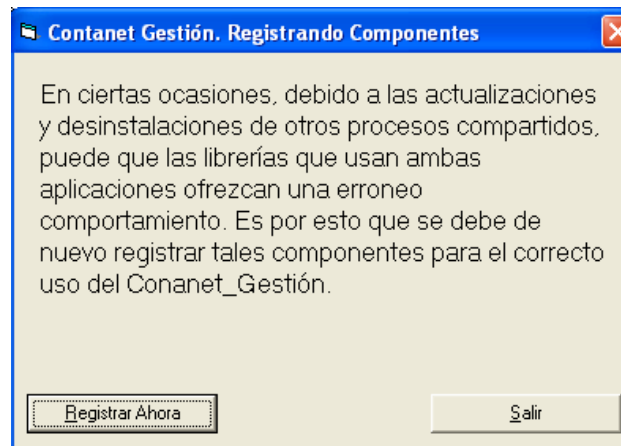 Contanet Gestión. Registrando Componentes
En ciertas ocasiones, debido a las actualizaciones
y desinstalaciones de otros procesos compartidos,
puede que las librerías que usan ambas
aplicaciones ofrezcan una erroneo
comportamiento. Es por esto que se debe de
nuevo registrar tales componentes para el correcto
uso del Conanet_Gestión.
Registrar Ahora
Salir